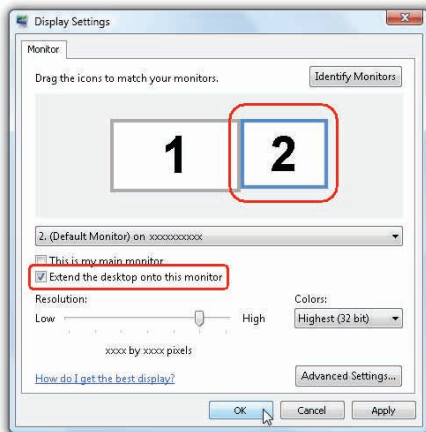 Display Settings
Monitor
Drag the icons to match your monitors.
Identify Monitors
1
2
2. (Default Monitor) on xxxxxxxxxx
This is my main monitor
Extend the desktop onto this monitor
Resolution:
Colors:
Low
High
Highest (32 bit)
xxxx by xxxx pixels
How do I get the best display?
Advanced Settings...
OK
Cancel
Apply